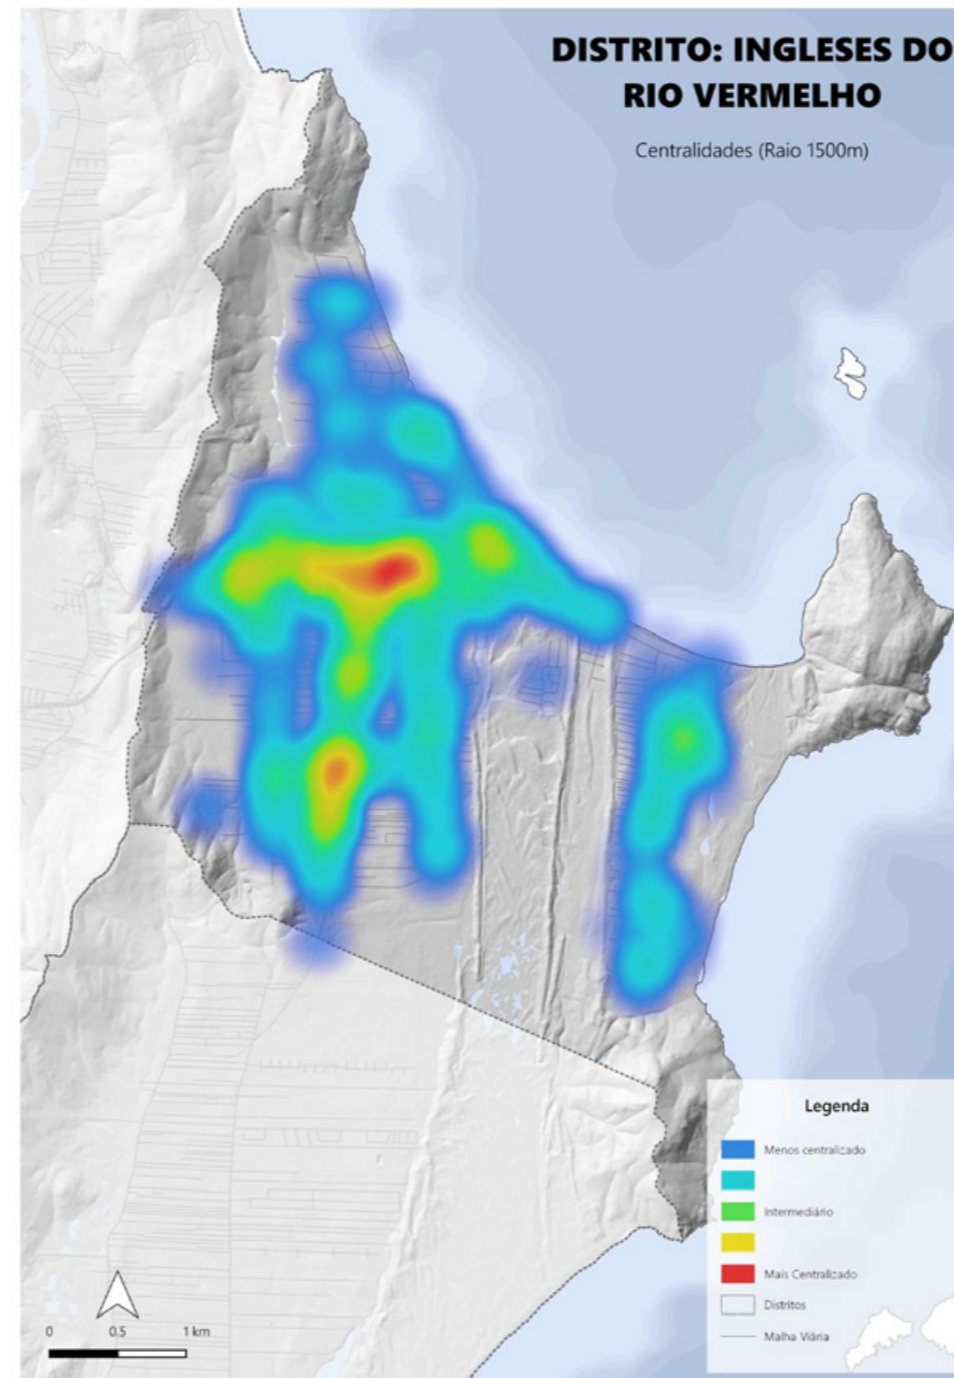 DISTRITO: INGLESES DO
RIO VERMELHO
Centralidades (Raio 1500m)
Legenda
Menos centralizado
Intermediário
Mais Centralizado
Distritos
Malha Viária
0 0.5 1 km